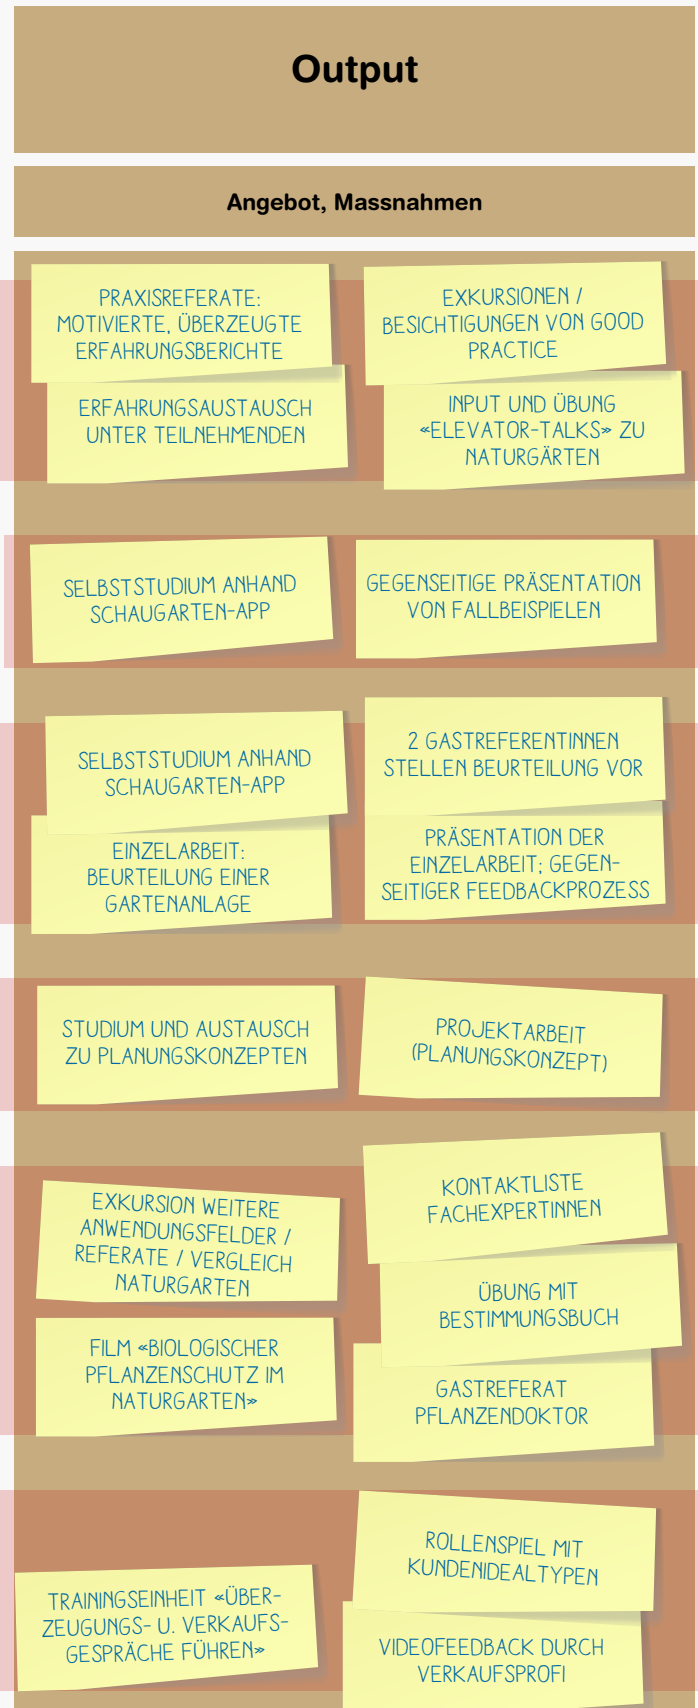 Output
Angebot, Massnahmen
PRAXISREFERATE:
MOTIVIERTE, ÜBERZEUGTE
ERFAHRUNGSBERICHTE
EXKURSIONEN /
BESICHTIGUNGEN VON GOOD
PRACTICE
ERFAHRUNGSAUSTAUSCH
UNTER TEILNEHMENDEN
INPUT UND ÜBUNG
«ELEVATOR-TALKS» ZU
NATURGÄRTEN
SELBSTSTUDIUM ANHAND
SCHAUGARTEN-APP
GEGENSEITIGE PRÄSENTATION
VON FALLBEISPIELEN
SELBSTSTUDIUM ANHAND
SCHAUGARTEN-APP
2 GASTREFERENTINNEN
STELLEN BEURTEILUNG VOR
EINZELARBEIT:
BEURTEILUNG EINER
GARTENANLAGE
PRÄSENTATION DER
EINZELARBEIT; GEGEN-
SEITIGER FEEDBACKPROZESS
STUDIUM UND AUSTAUSCH
ZU PLANUNGSKONZEPTEN
PROJEKTARBEIT
(PLANUNGSKONZEPT)
EXKURSION WEITERE
ANWENDUNGSFELDER /
REFERATE / VERGLEICH
NATURGARTEN
KONTAKTLISTE
FACHEXPERTINNEN
ÜBUNG MIT
BESTIMMUNGSBUCH
FILM «BIOLOGISCHER
PFLANZENSCHUTZ IM
NATURGARTEN»
GASTREFERAT
PFLANZENDOKTOR
ROLLENSPIEL MIT
KUNDENIDEALTYPEN
TRAININGSEINHEIT «ÜBER-
ZEUGUNGS- U. VERKAUFS-
GESPRÄCHE FÜHREN»
VIDEOFEEDBACK DURCH
VERKAUFSPROFI